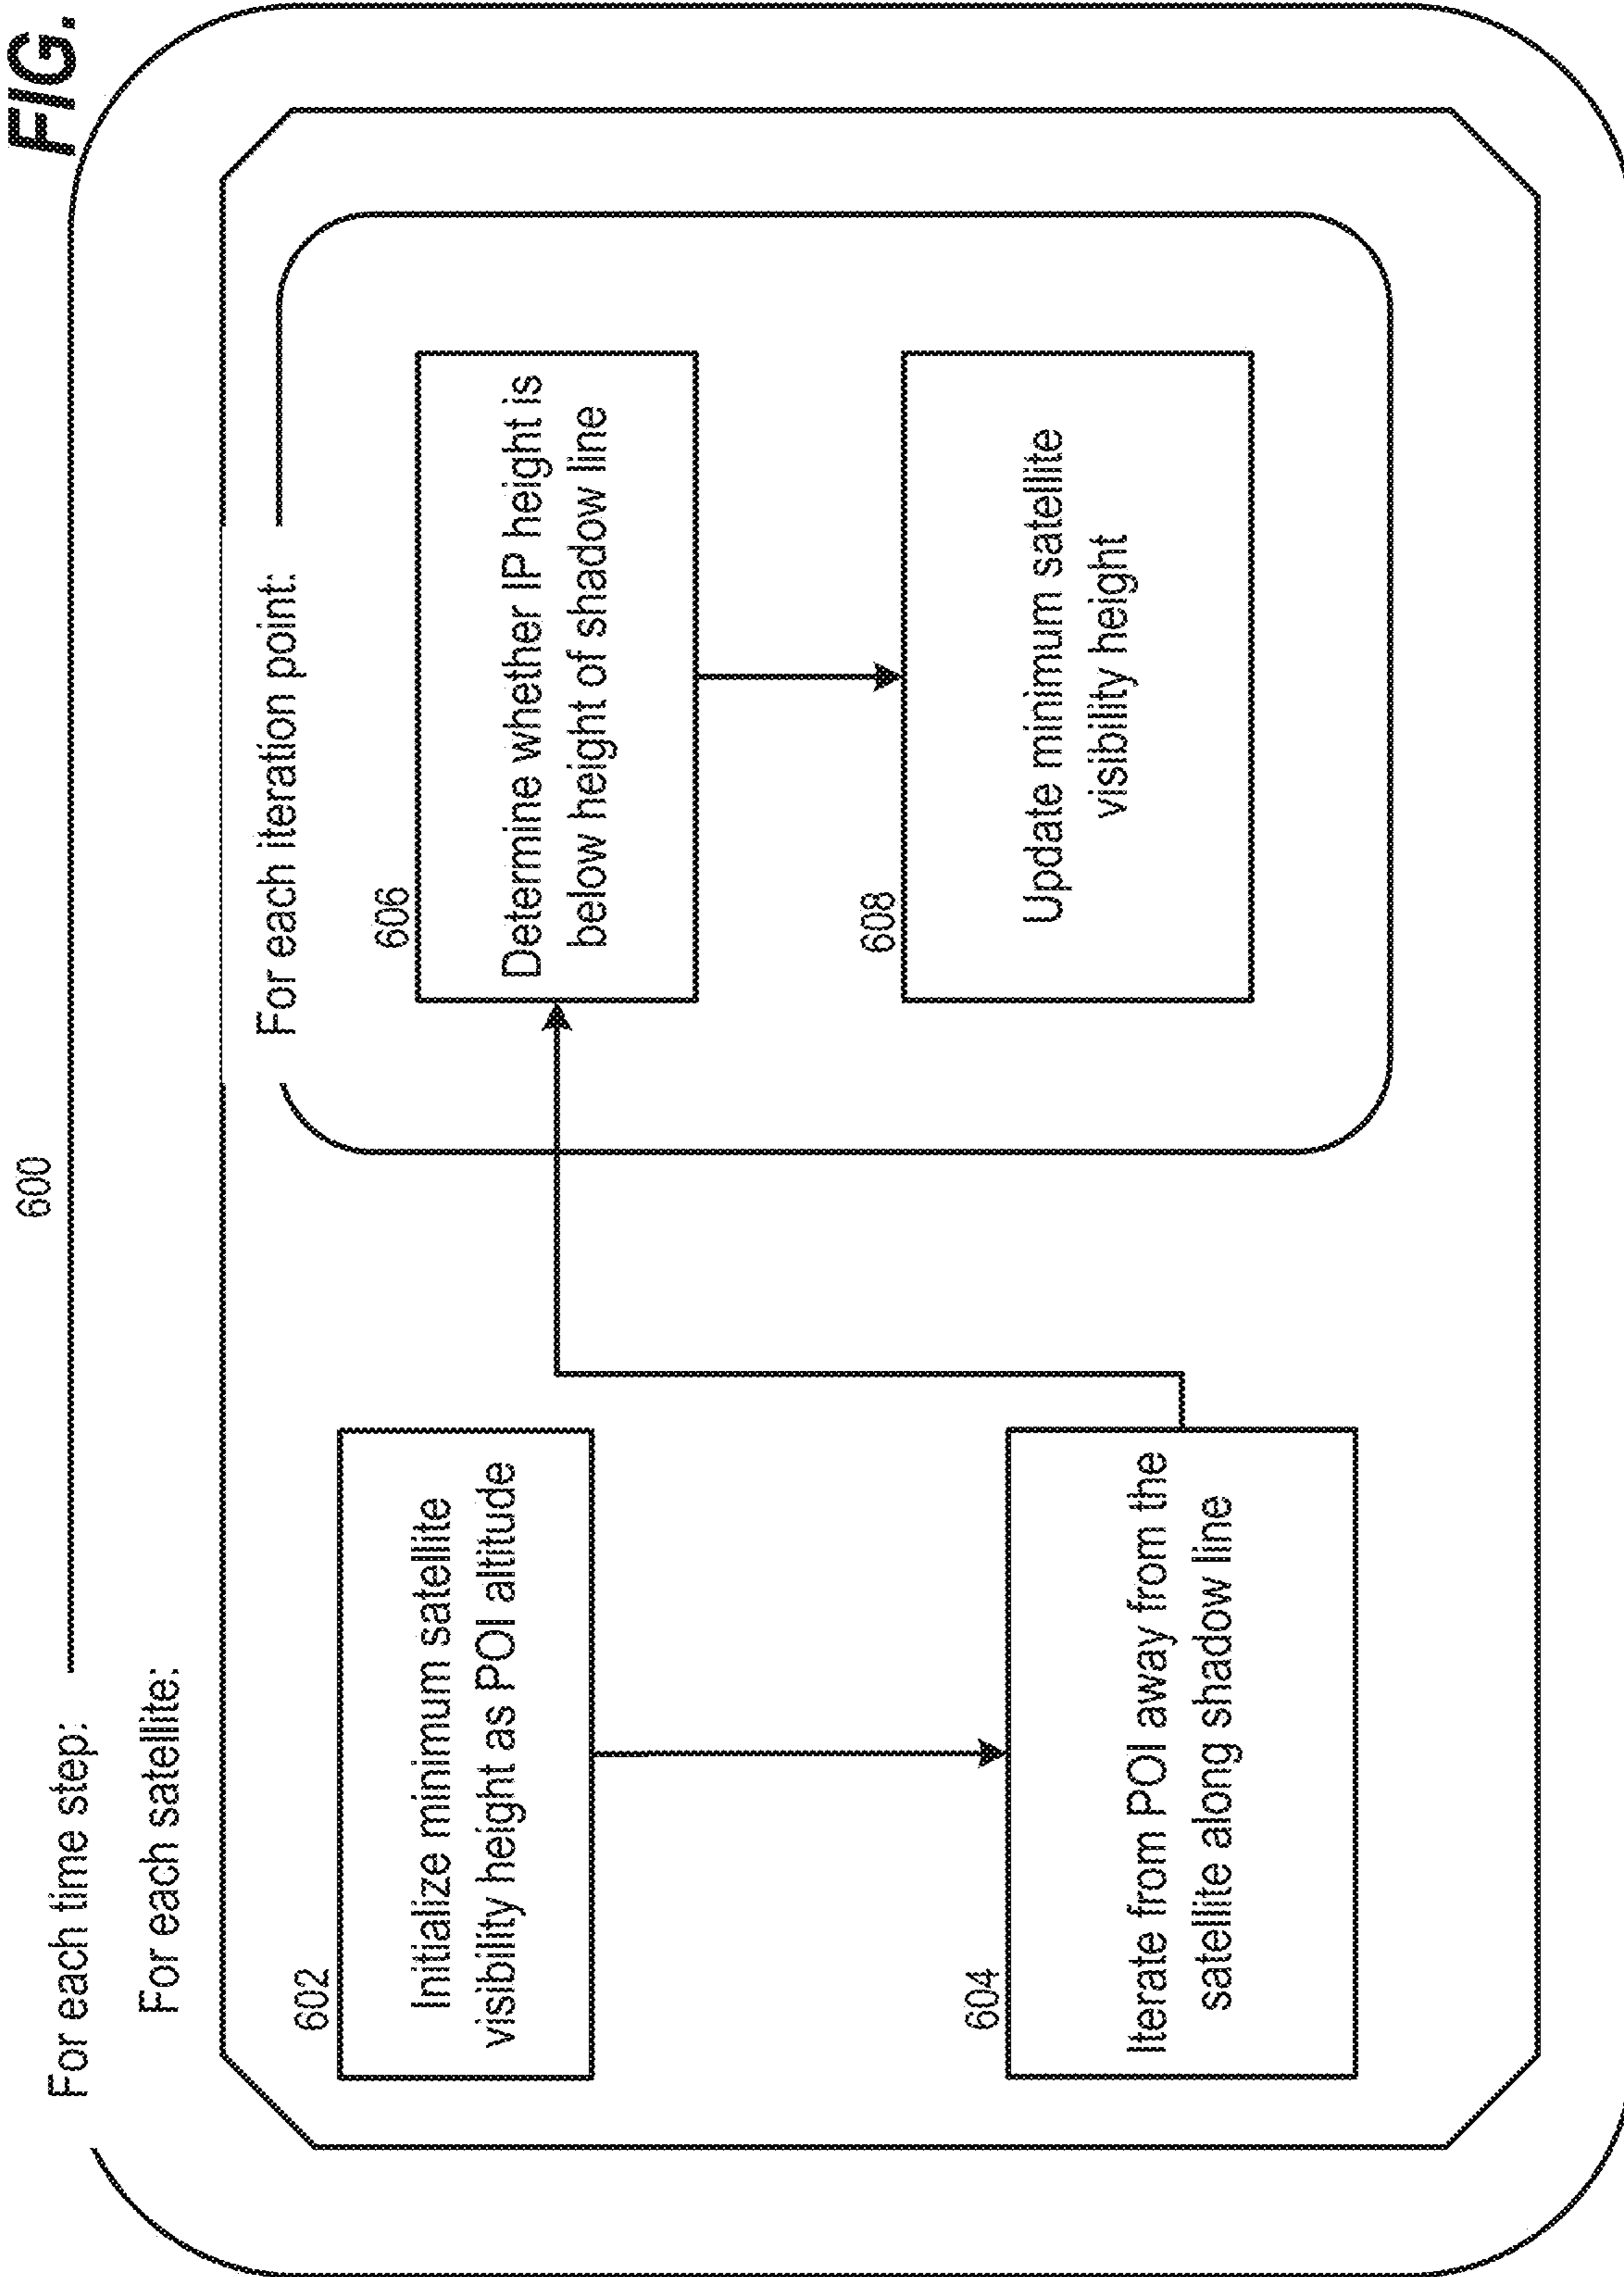 FIG.
600
For each time step:
For each satellite:
602
Initialize minimum satellite
visibility height as POI altitude
604
Iterate from POI away from the
satellite along shadow line
For each iteration point:
606
Determine whether IP height is
below height of shadow line
608
Update minimum satellite
visibility height